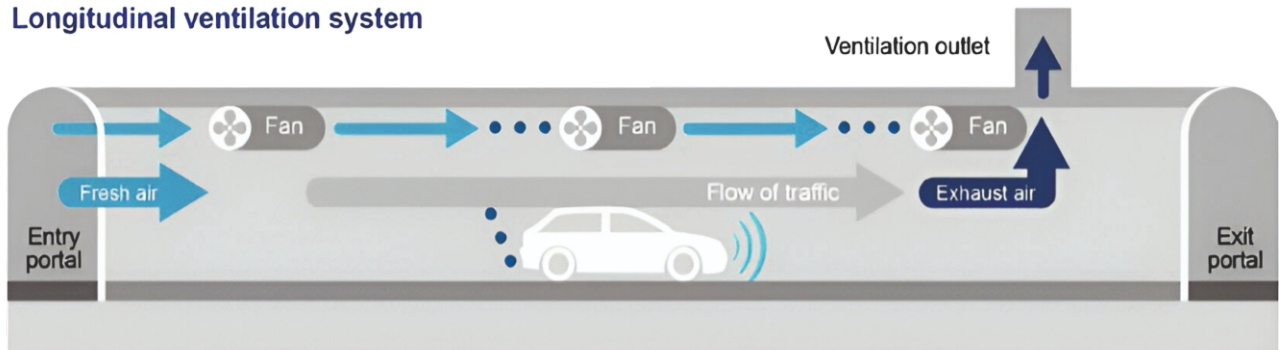 Longitudinal ventilation system
Ventilation outlet
Fan
Fan
Fan
Fresh air
Flow of traffic
Exhaust air
Entry
portal
Exit
portal